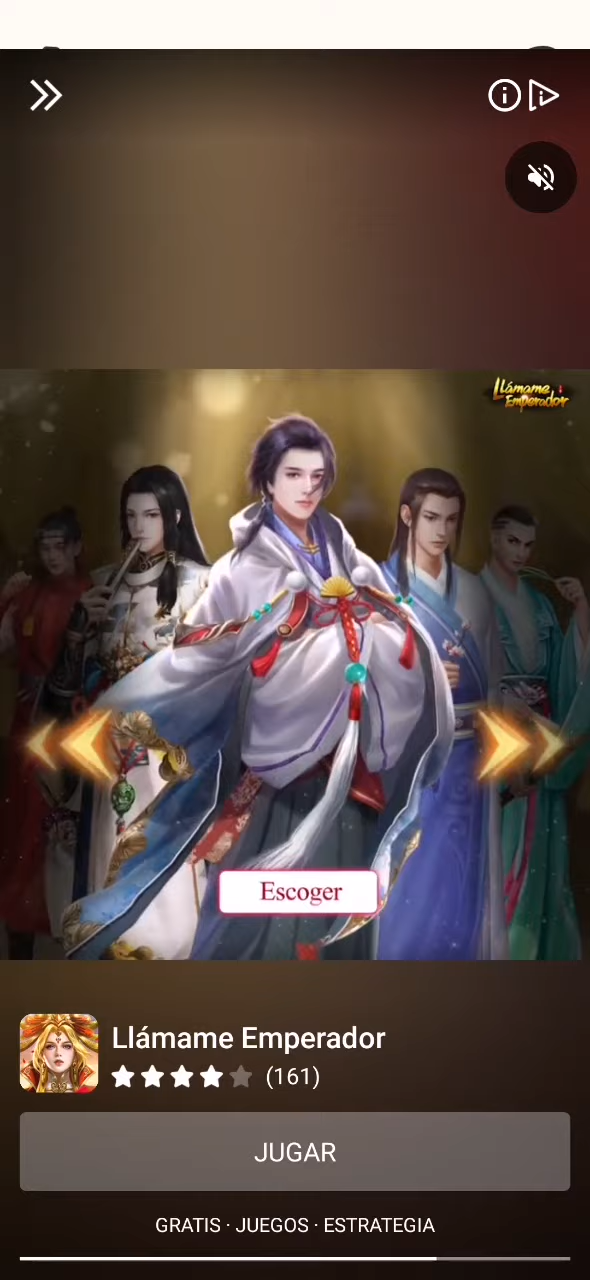 Llámame
Emperador
Escoger
Llámame Emperador
(161)
JUGAR
GRATIS · JUEGOS · ESTRATEGIA